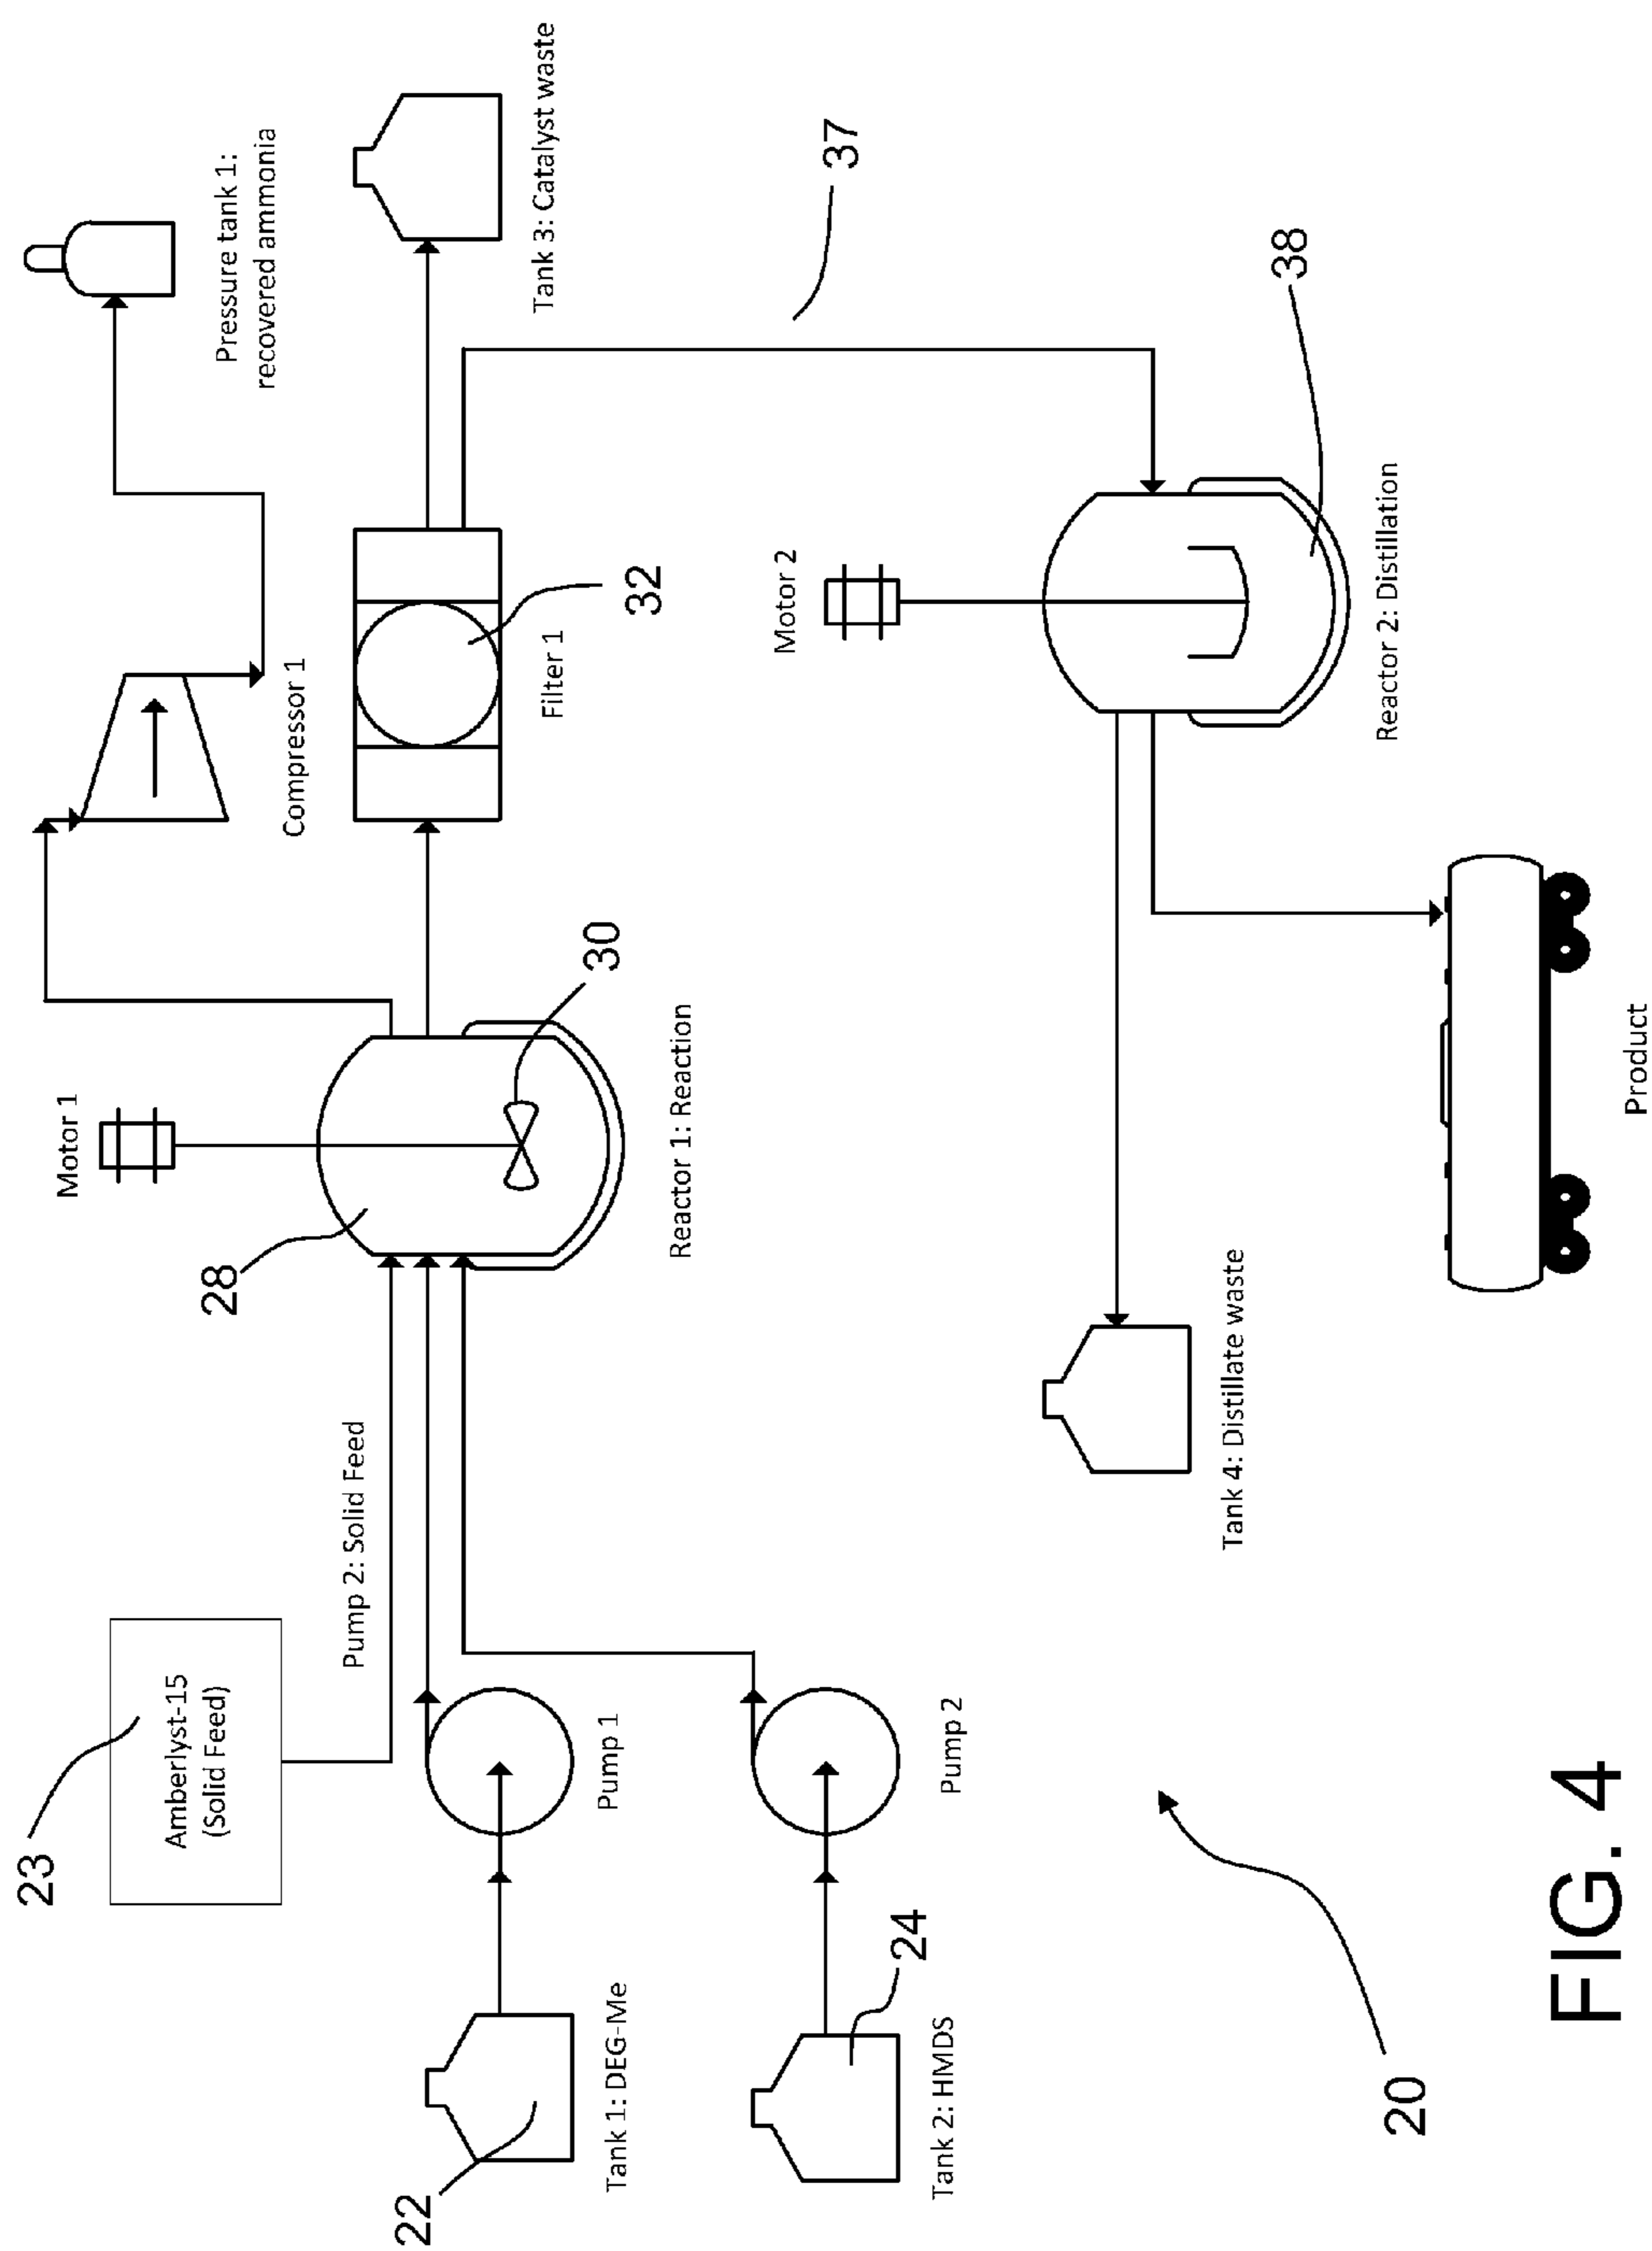 23
Amberlyst-15
(Solid Feed)
Pump 2: Solid Feed
28
Motor 1
30
Reactor 1: Reaction
Compressor 1
Pressure tank 1:
recovered ammonia
Filter 1
32
Tank 3: Catalyst waste
22
Tank 1: DEG-Me
Pump 1
24
Tank 2: HMDS
Pump 2
37
Motor 2
38
Reactor 2: Distillation
Tank 4: Distillate waste
Product
20
FIG. 4